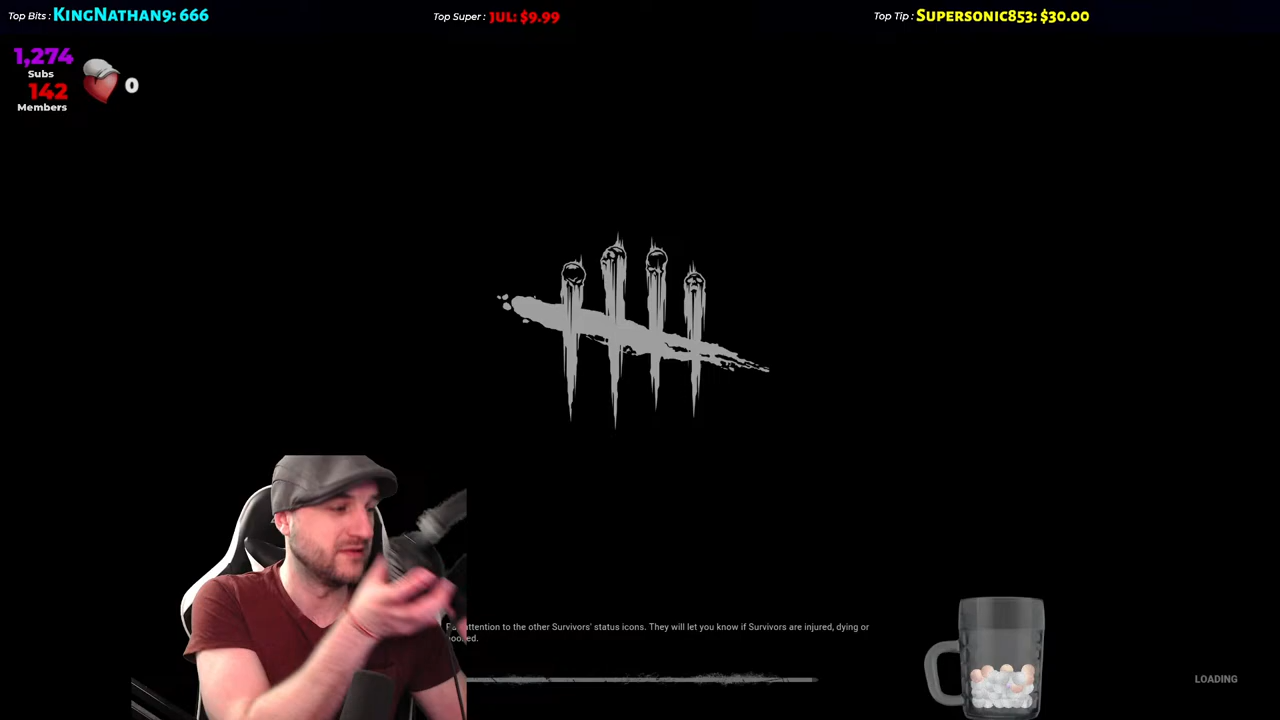 Top Bits : KingNathan9: 666
Top Super : JUL: $9.99
Top Tip : Supersonic853: $30.00
1,274
Subs
142
Members
0
attention to the other Survivors' status icons. They will let you know if Survivors are injured, dying or
LOADING